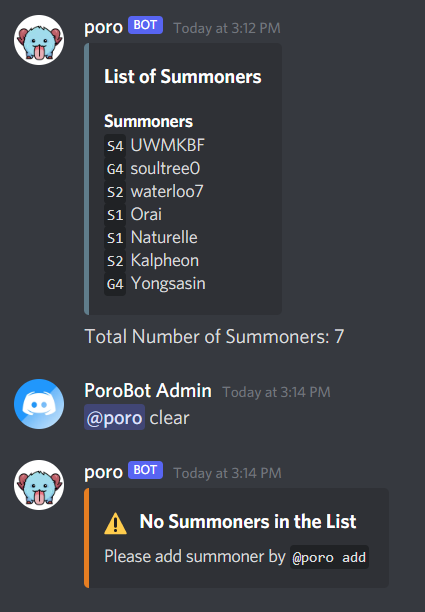 poro BOT Today at 3:12 PM
List of Summoners
Summoners
S4 UWMKBF
G4 soultree0
S2 waterloo7
S1 Orai
S1 Naturelle
S2 Kalpheon
G4 Yongsasin
Total Number of Summoners: 7
PoroBot Admin Today at 3:14 PM
@poro clear
poro BOT Today at 3:14 PM
No Summoners in the List
Please add summoner by @poro add